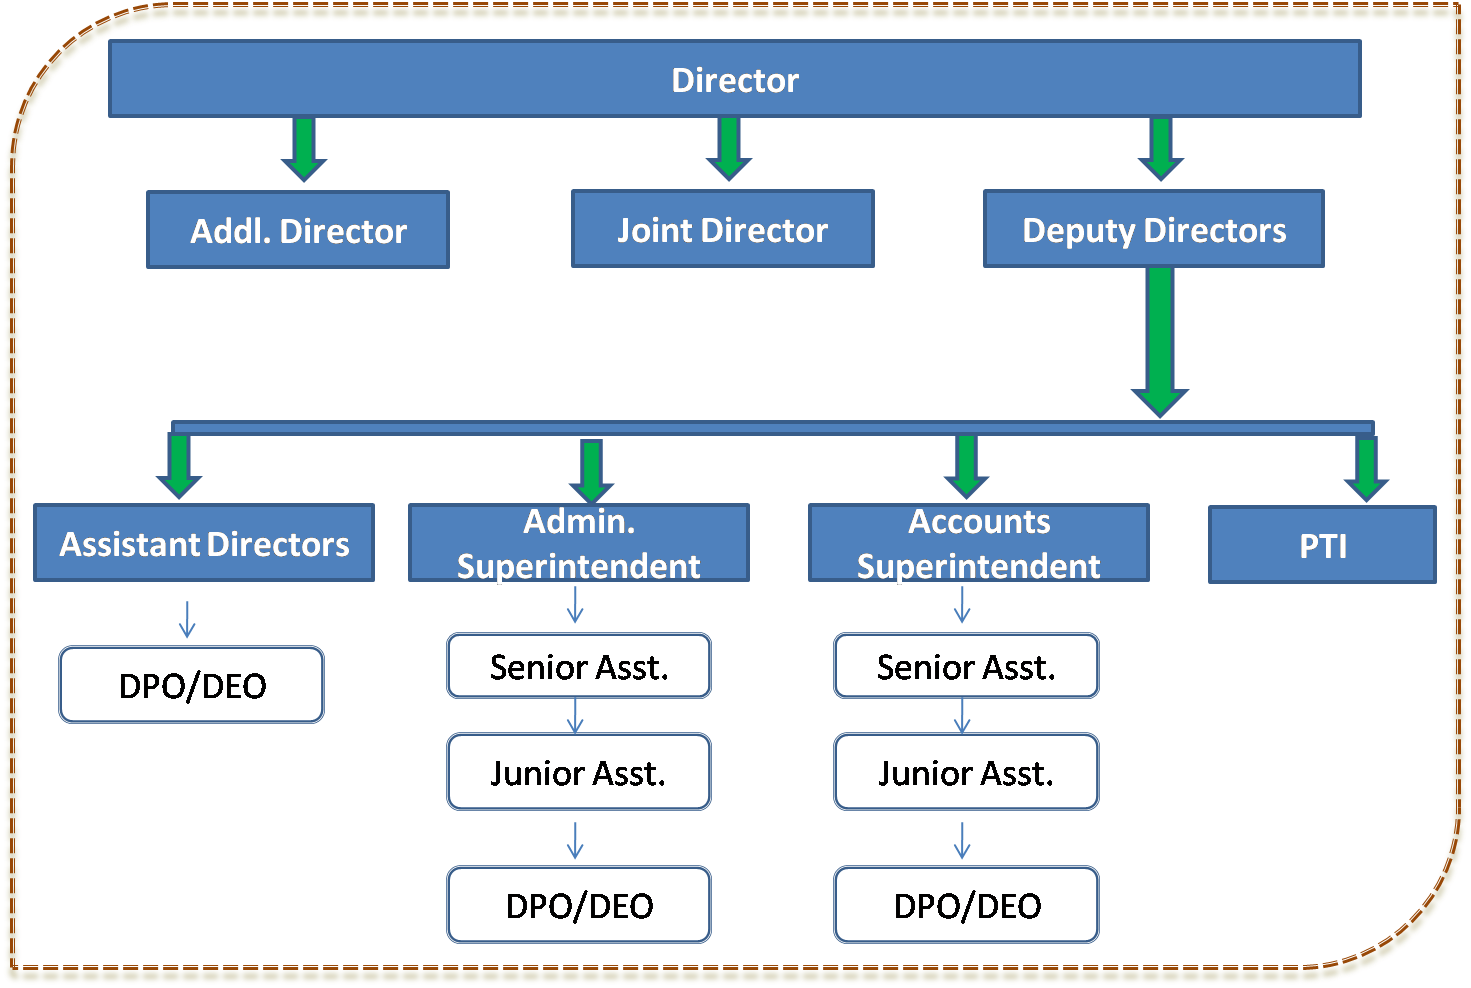 Director
Addl. Director
Joint Director
Deputy Directors
Assistant Directors
Admin.
Superintendent
Accounts
Superintendent
PTI
DPO/DEO
Senior Asst.
Senior Asst.
Junior Asst.
Junior Asst.
DPO/DEO
DPO/DEO